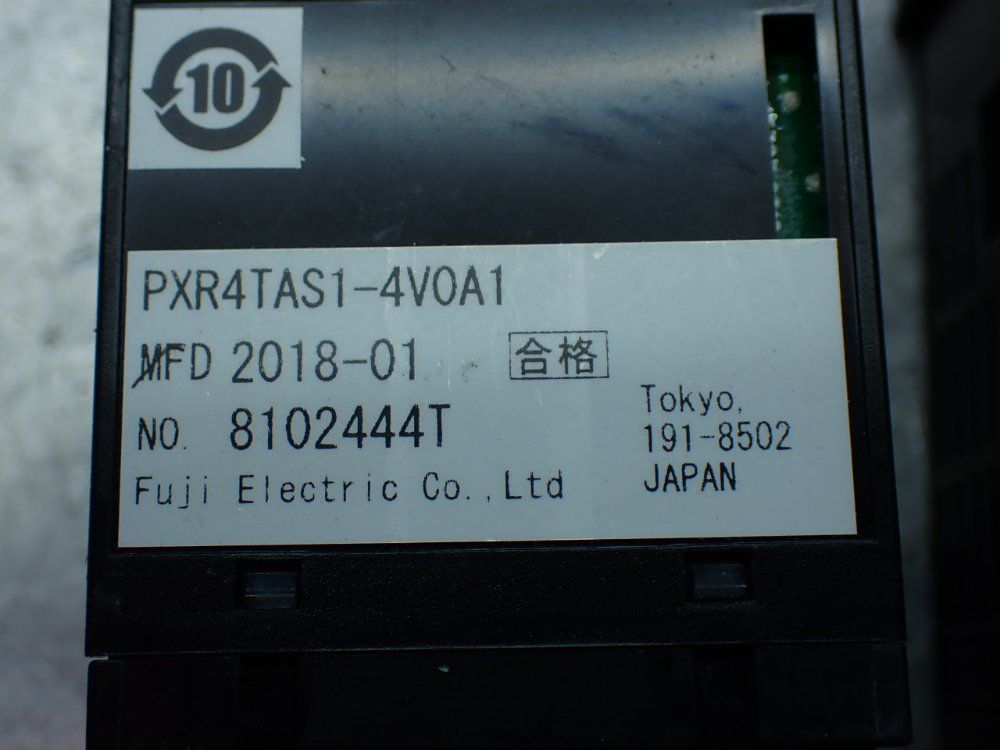 10
PXR4TAS1-4V0A1
MFD 2018-01 合格
NO. 8102444T
Fuji Electric Co.,Ltd
Tokyo,
191-8502
JAPAN